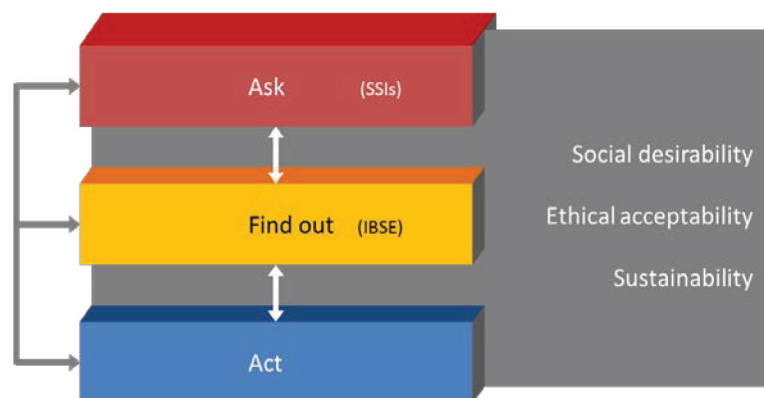 Ask (SSIs)
Social desirability
Find out (IBSE)
Ethical acceptability
Sustainability
Act